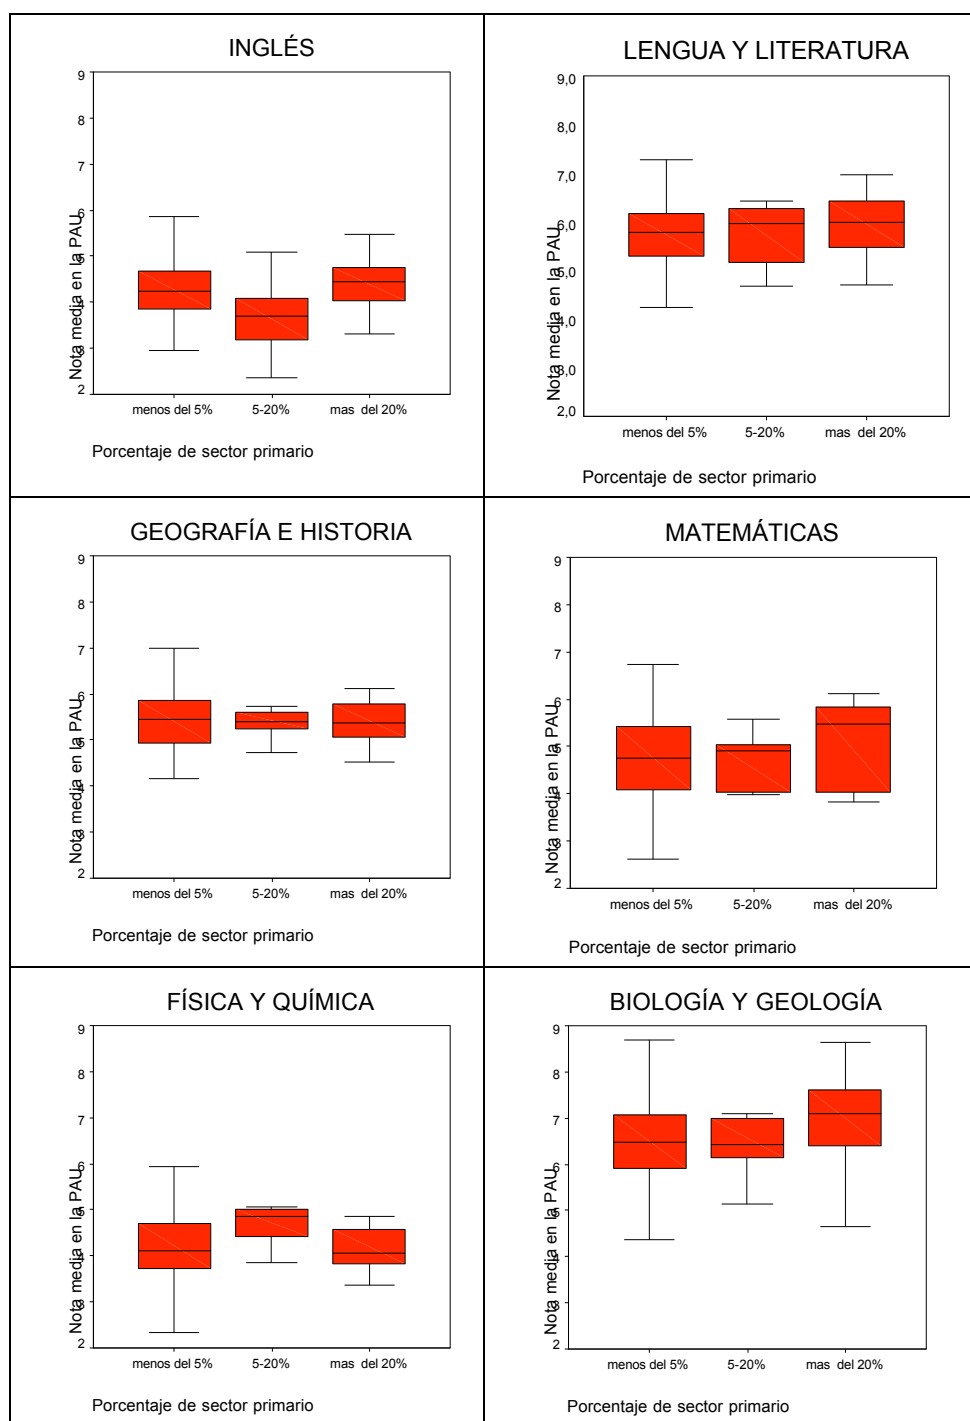 INGLÉS
9
8
7
6
5
4
3
2
Nota media en la PAU
menos del 5% 5-20% mas del 20%
Porcentaje de sector primario
LENGUA Y LITERATURA
9,0
8,0
7,0
6,0
5,0
4,0
3,0
2,0
Nota media en la PAU
menos del 5% 5-20% mas del 20%
Porcentaje de sector primario
GEOGRAFÍA E HISTORIA
9
8
7
6
5
4
3
2
Nota media en la PAU
menos del 5% 5-20% mas del 20%
Porcentaje de sector primario
MATEMÁTICAS
9
8
7
6
5
4
3
2
Nota media en la PAU
menos del 5% 5-20% mas del 20%
Porcentaje de sector primario
FÍSICA Y QUÍMICA
9
8
7
6
5
4
3
2
Nota media en la PAU
menos del 5% 5-20% mas del 20%
Porcentaje de sector primario
BIOLOGÍA Y GEOLOGÍA
9
8
7
6
5
4
3
2
Nota media en la PAU
menos del 5% 5-20% mas del 20%
Porcentaje de sector primario